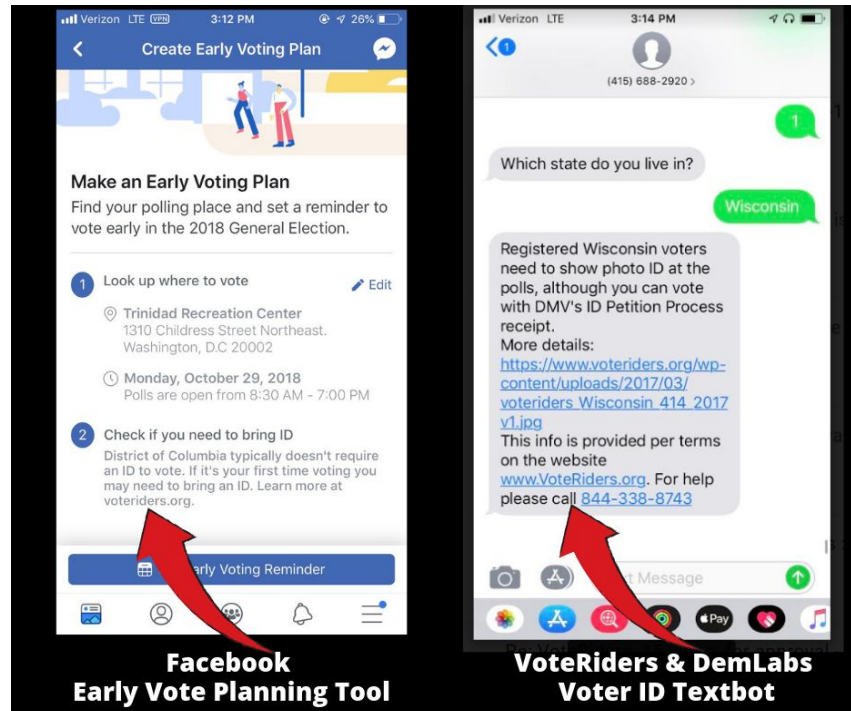 Verizon LTE VPN 3:12 PM 26%
Create Early Voting Plan
Make an Early Voting Plan
Find your polling place and set a reminder to
vote early in the 2018 General Election.
1 Look up where to vote Edit
Trinidad Recreation Center
1310 Childress Street Northeast.
Washington, D.C 20002
Monday, October 29, 2018
Polls are open from 8:30 AM - 7:00 PM
2 Check if you need to bring ID
District of Columbia typically doesn't require
an ID to vote. If it's your first time voting you
may need to bring an ID. Learn more at
voteriders.org.
arly Voting Reminder
Facebook
Early Vote Planning Tool
Verizon LTE 3:14 PM
1
(415) 688-2920 >
1
Which state do you live in?
Wisconsin
Registered Wisconsin voters
need to show photo ID at the
polls, although you can vote
with DMV's ID Petition Process
receipt.
More details:
https://www.voteriders.org/wp-
content/uploads/2017/03/
voteriders_Wisconsin_414_2017
v1.jpg
This info is provided per terms
on the website
www.VoteRiders.org. For help
please call 844-338-8743
t Message
Pay
VoteRiders & DemLabs
Voter ID Textbot